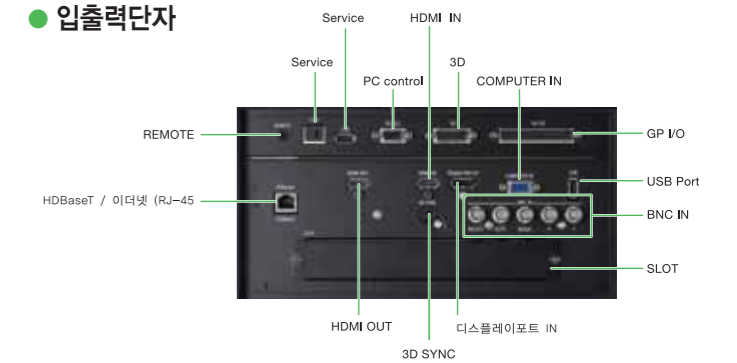 입출력단자
Service
HDMI IN
Service
3D
PC control
COMPUTER IN
REMOTE
GP I/O
USB Port
HDBaseT / 이더넷 (RJ-45
BNC IN
SLOT
HDMI OUT
디스플레이포트 IN
3D SYNC